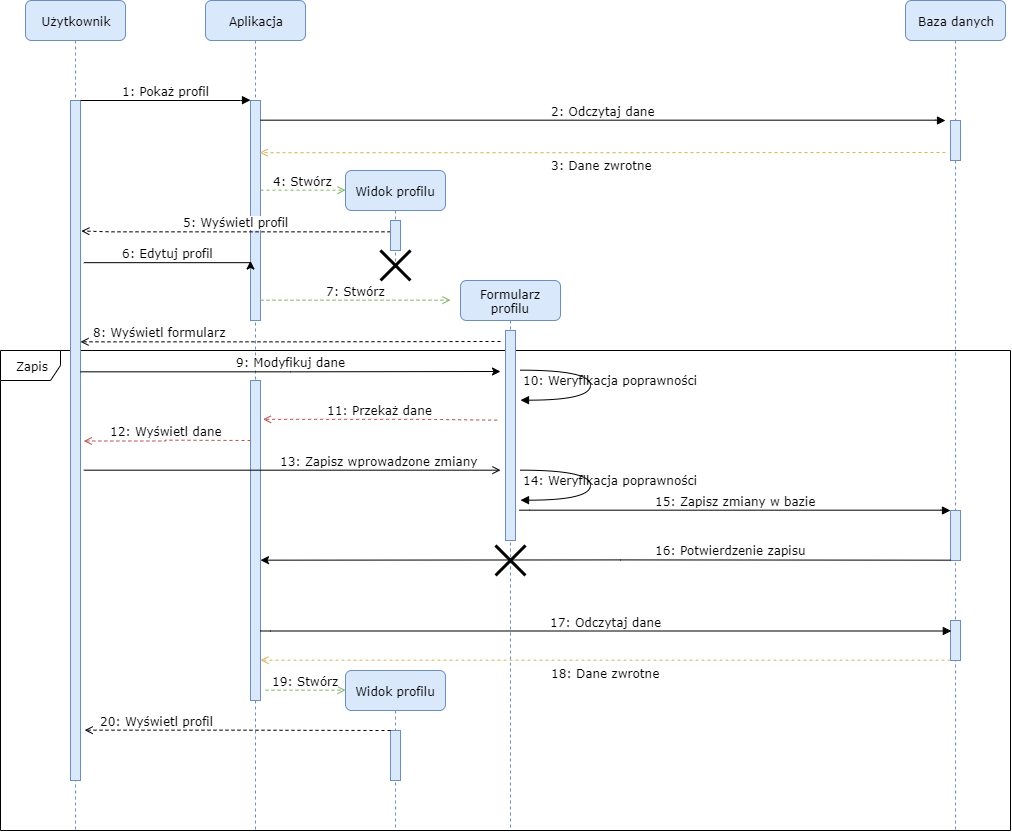 Użytkownik
Aplikacja
Baza danych
1: Pokaż profil
2: Odczytaj dane
3: Dane zwrotne
4: Stwórz
Widok profilu
5: Wyświetl profil
6: Edytuj profil
7: Stwórz
Formularz
profilu
8: Wyświetl formularz
Zapis
9: Modyfikuj dane
10: Weryfikacja poprawności
11: Przekaż dane
12: Wyświetl dane
13: Zapisz wprowadzone zmiany
14: Weryfikacja poprawności
15: Zapisz zmiany w bazie
16: Potwierdzenie zapisu
17: Odczytaj dane
18: Dane zwrotne
19: Stwórz
Widok profilu
20: Wyświetl profil